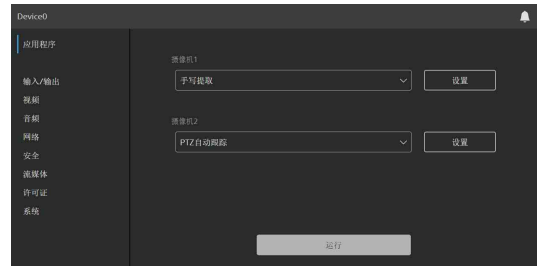 Device0
应用程序
输入/输出
视频
音频
网络
安全
流媒体
许可证
系统
摄像机1
手写提取
设置
摄像机2
PTZ自动跟踪
设置
运行